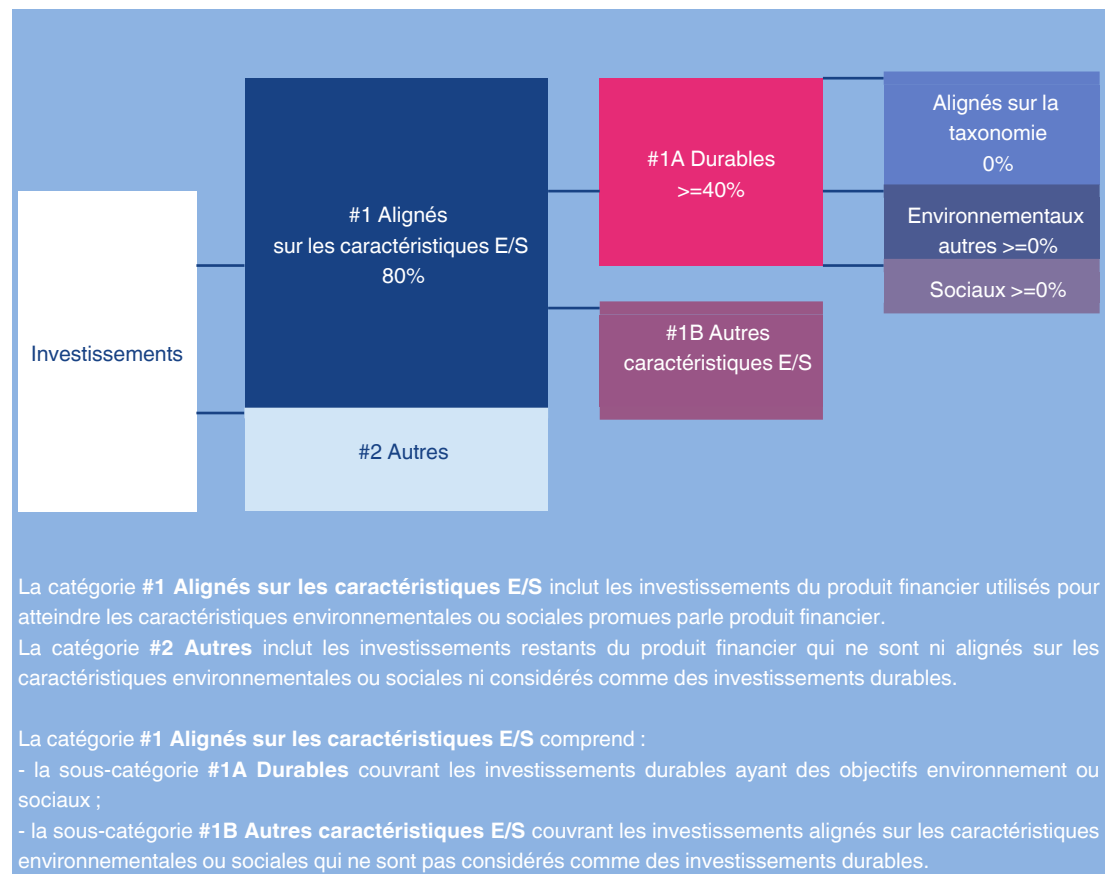 Investissements
#1 Alignés
sur les caractéristiques E/S
80%
#2 Autres
#1A Durables
>=40%
#1B Autres
caractéristiques E/S
Alignés sur la
taxonomie
0%
Environnementaux
autres >=0%
Sociaux >=0%
La catégorie #1 Alignés sur les caractéristiques E/S inclut les investissements du produit financier utilisés pour
atteindre les caractéristiques environnementales ou sociales promues parle produit financier.
La catégorie #2 Autres inclut les investissements restants du produit financier qui ne sont ni alignés sur les
caractéristiques environnementales ou sociales ni considérés comme des investissements durables.
La catégorie #1 Alignés sur les caractéristiques E/S comprend :
- la sous-catégorie #1A Durables couvrant les investissements durables ayant des objectifs environnement ou
sociaux ;
- la sous-catégorie #1B Autres caractéristiques E/S couvrant les investissements alignés sur les caractéristiques
environnementales ou sociales qui ne sont pas considérés comme des investissements durables.